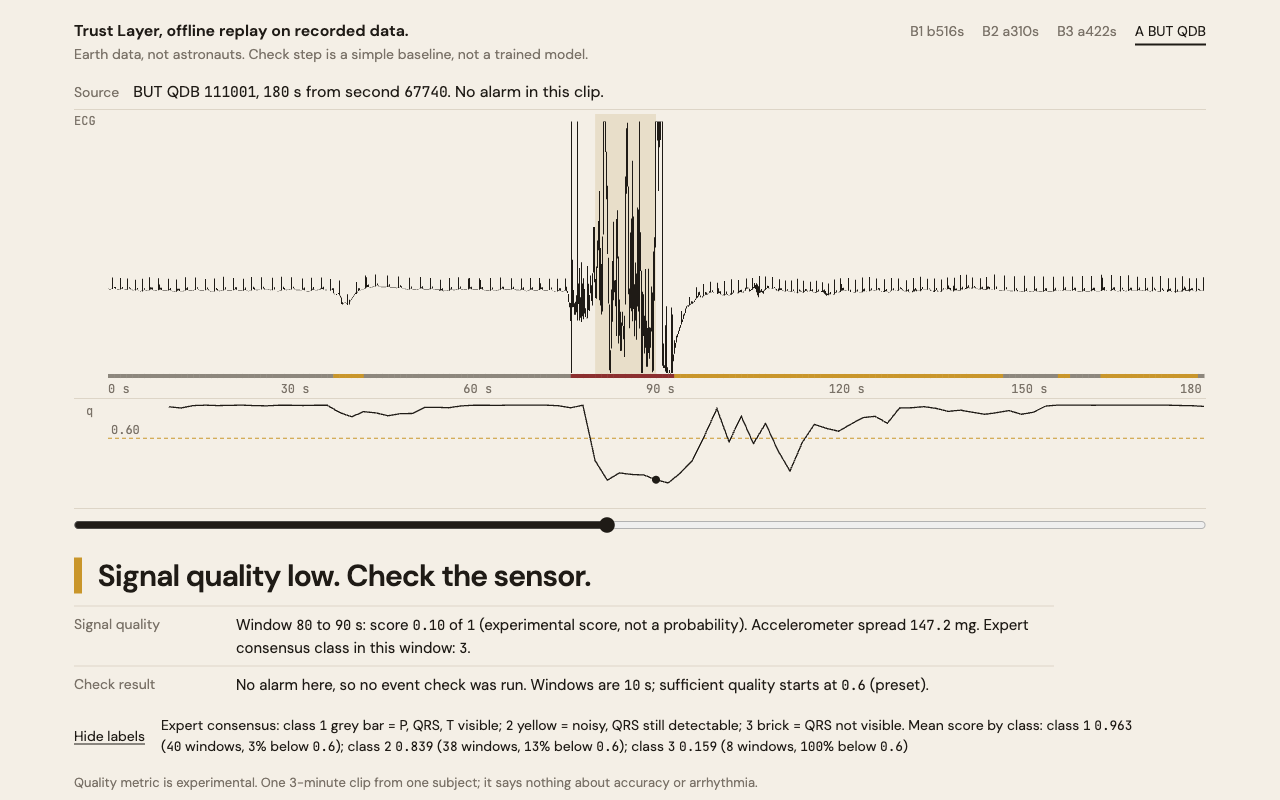 Trust Layer, offline replay on recorded data.
B1 b516s B2 a310s B3 a422s A BUT QDB
Earth data, not astronauts. Check step is a simple baseline, not a trained model.
Source BUT QDB 111001, 180 s from second 67740. No alarm in this clip.
ECG
0 s 30 s 60 s 90 s 120 s 150 s 180
q
0.60
Signal quality low. Check the sensor.
Signal quality Window 80 to 90 s: score 0.10 of 1 (experimental score, not a probability). Accelerometer spread 147.2 mg. Expert
consensus class in this window: 3.
Check result No alarm here, so no event check was run. Windows are 10 s; sufficient quality starts at 0.6 (preset).
Hide labels Expert consensus: class 1 grey bar = P, QRS, T visible; 2 yellow = noisy, QRS still detectable; 3 brick = QRS not visible. Mean score by class: class 1 0.963
(40 windows, 3% below 0.6); class 2 0.839 (38 windows, 13% below 0.6); class 3 0.159 (8 windows, 100% below 0.6)
Quality metric is experimental. One 3-minute clip from one subject; it says nothing about accuracy or arrhythmia.